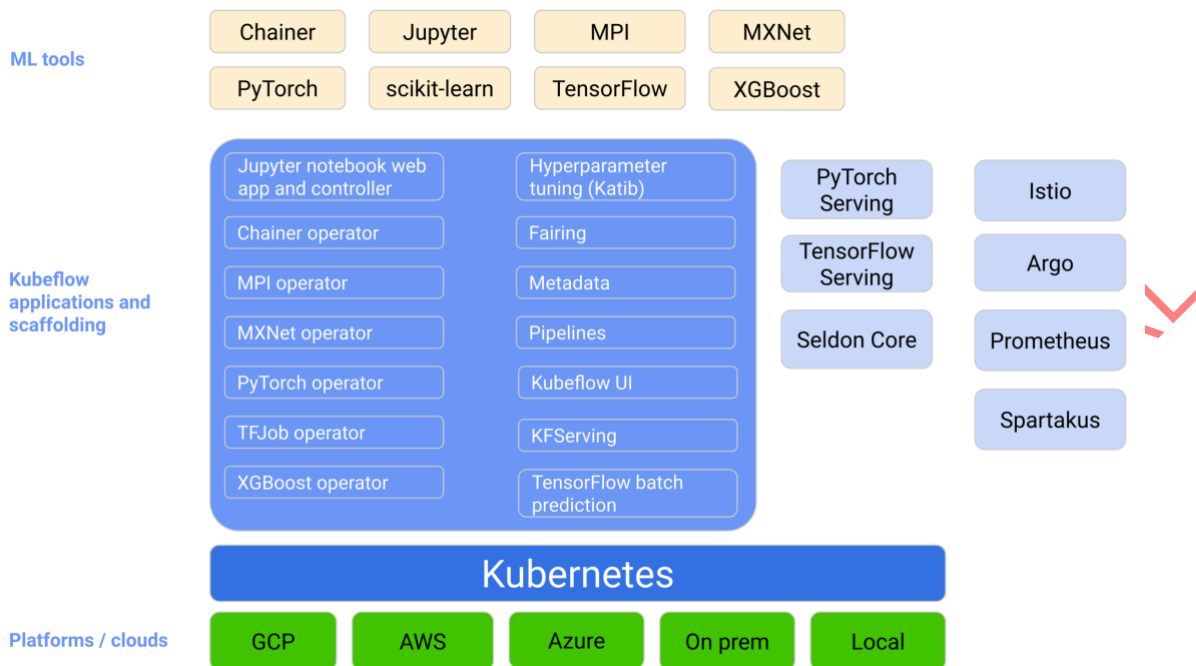 ML tools
Chainer
Jupyter
MPI
MXNet
PyTorch
scikit-learn
TensorFlow
XGBoost
Kubeflow
applications and
scaffolding
Jupyter notebook web
app and controller
Chainer operator
MPI operator
MXNet operator
PyTorch operator
TFJob operator
XGBoost operator
Hyperparameter
tuning (Katib)
Fairing
Metadata
Pipelines
Kubeflow UI
KFServing
TensorFlow batch
prediction
PyTorch
Serving
TensorFlow
Serving
Seldon Core
Istio
Argo
Prometheus
Spartakus
Kubernetes
Platforms / clouds
GCP
AWS
Azure
On prem
Local